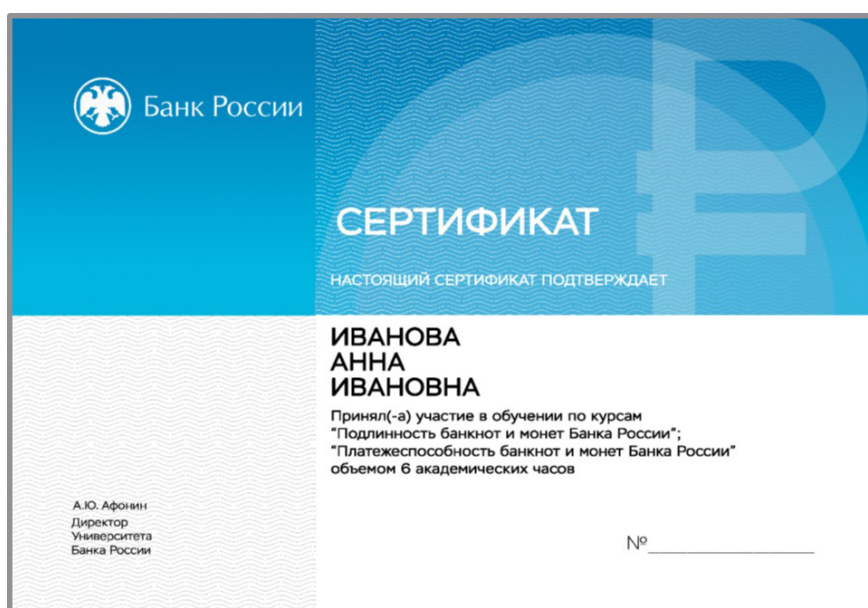 Банк России
СЕРТИФИКАТ
НАСТОЯЩИЙ СЕРТИФИКАТ ПОДТВЕРЖДАЕТ
ИВАНОВА
АННА
ИВАНОВНА
Принял(-а) участие в обучении по курсам
“Подлинность банкнот и монет Банка России”;
“Платежеспособность банкнот и монет Банка России”
объемом 6 академических часов
А.Ю. Афонин
Директор
Университета
Банка России
№_______________